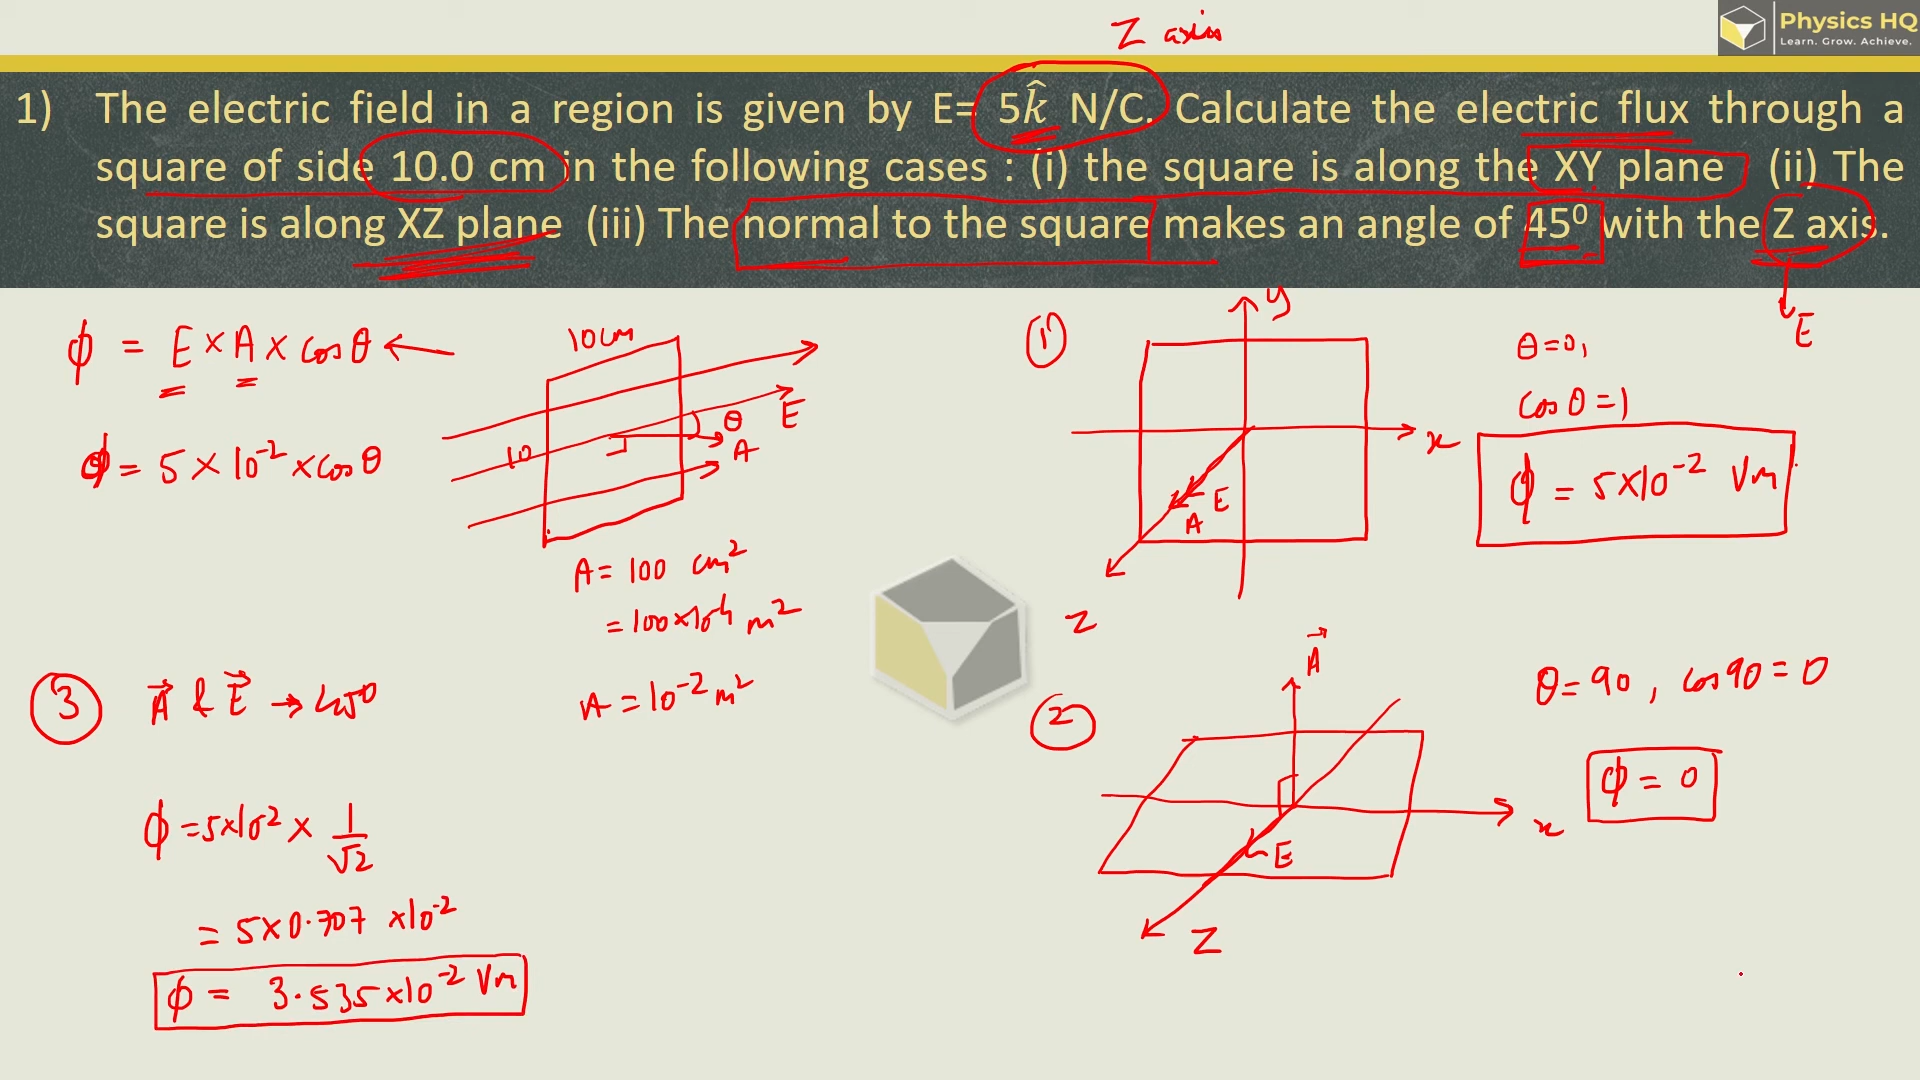 Z axis
Physics HQ
Learn. Grow. Achieve.
1) The electric field in a region is given by E= 5k̂ N/C. Calculate the electric flux through a
square of side 10.0 cm in the following cases : (i) the square is along the XY plane (ii) The
square is along XZ plane (iii) The normal to the square makes an angle of 45⁰ with the Z axis.
E
ϕ = E × A × cos θ
ϕ = 5 × 10⁻² × cos θ
10cm
10
θ
E
A
A = 100 cm²
= 100×10⁻⁴ m²
A = 10⁻² m²
1
y
x
E
A
Z
θ=0,
cos θ = 1
ϕ = 5×10⁻² Vm
2
A⃗
x
E
Z
θ = 90, cos 90 = 0
ϕ = 0
3 A⃗ & E⃗ → 45⁰
ϕ = 5×10⁻² × 1/√2
= 5×0.707 ×10⁻²
ϕ = 3.535×10⁻² Vm